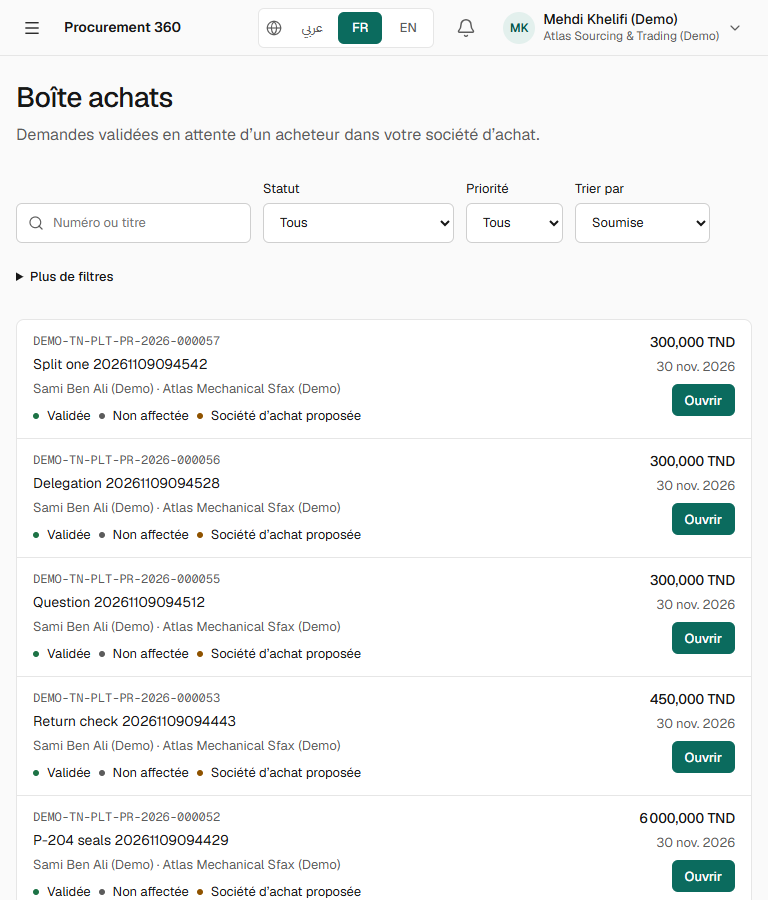 Procurement 360
عربي FR EN
MK
Mehdi Khelifi (Demo)
Atlas Sourcing & Trading (Demo)
Boîte achats
Demandes validées en attente d’un acheteur dans votre société d’achat.
Numéro ou titre
Statut
Tous
Priorité
Tous
Trier par
Soumise
Plus de filtres
DEMO-TN-PLT-PR-2026-000057
Split one 20261109094542
Sami Ben Ali (Demo) · Atlas Mechanical Sfax (Demo)
Validée Non affectée Société d’achat proposée
300,000 TND
30 nov. 2026
Ouvrir
DEMO-TN-PLT-PR-2026-000056
Delegation 20261109094528
Sami Ben Ali (Demo) · Atlas Mechanical Sfax (Demo)
Validée Non affectée Société d’achat proposée
300,000 TND
30 nov. 2026
Ouvrir
DEMO-TN-PLT-PR-2026-000055
Question 20261109094512
Sami Ben Ali (Demo) · Atlas Mechanical Sfax (Demo)
Validée Non affectée Société d’achat proposée
300,000 TND
30 nov. 2026
Ouvrir
DEMO-TN-PLT-PR-2026-000053
Return check 20261109094443
Sami Ben Ali (Demo) · Atlas Mechanical Sfax (Demo)
Validée Non affectée Société d’achat proposée
450,000 TND
30 nov. 2026
Ouvrir
DEMO-TN-PLT-PR-2026-000052
P-204 seals 20261109094429
Sami Ben Ali (Demo) · Atlas Mechanical Sfax (Demo)
Validée Non affectée Société d’achat proposée
6 000,000 TND
30 nov. 2026
Ouvrir